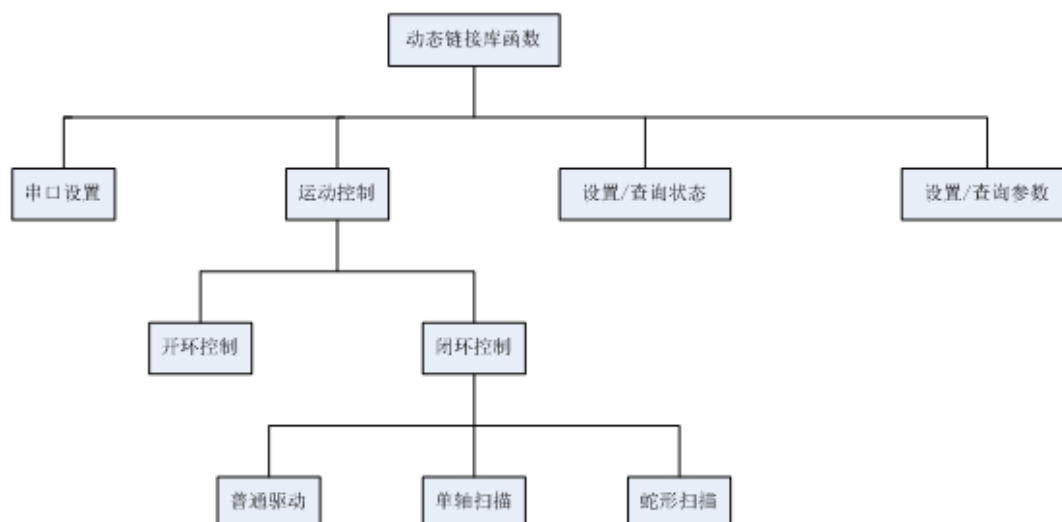 动态链接库函数
串口设置
运动控制
设置/查询状态
设置/查询参数
开环控制
闭环控制
普通驱动
单轴扫描
蛇形扫描